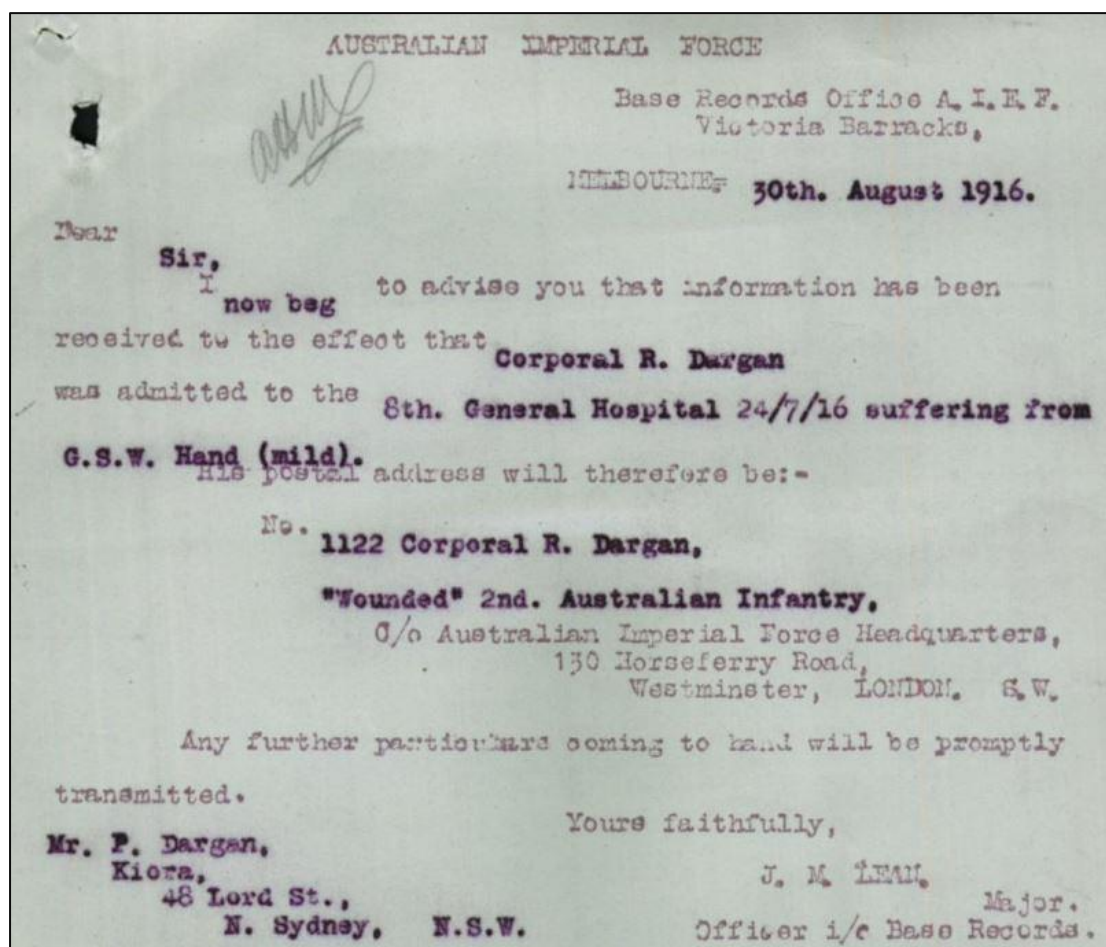 AUSTRALIAN IMPERIAL FORCE
Base Records Office A. I. E. F.
Victoria Barracks,
MELBOURNE, 30th. August 1916.
Dear
Sir,
I now beg to advise you that information has been
received to the effect that Corporal R. Dargan
was admitted to the 8th. General Hospital 24/7/16 suffering from
G.S.W. Hand (mild).
His postal address will therefore be:-
No. 1122 Corporal R. Dargan,
"Wounded" 2nd. Australian Infantry,
C/o Australian Imperial Force Headquarters,
130 Horseferry Road,
Westminster, LONDON. S.W.
Any further particulars coming to hand will be promptly
transmitted.
Yours faithfully,
Mr. P. Dargan,
Kiora,
48 Lord St.,
N. Sydney, N.S.W.
J. M. LEAN.
Major.
Officer i/c Base Records.